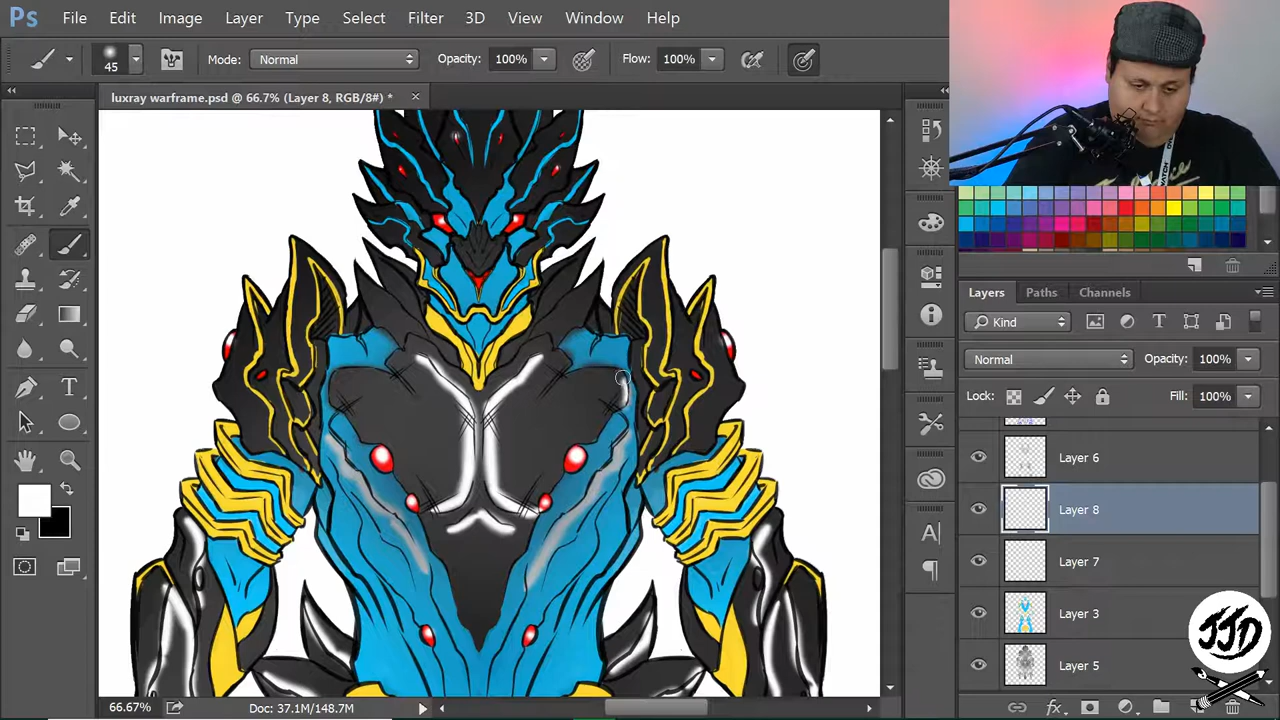 Ps File Edit Image Layer Type Select Filter 3D View Window Help
45 Mode: Normal Opacity: 100% Flow: 100%
luxray warframe.psd @ 66.7% (Layer 8, RGB/8#) * ×
Layers Paths Channels
Kind
Normal Opacity: 100%
Lock: Fill: 100%
Layer 6
Layer 8
Layer 7
Layer 3
Layer 5
JJD
fx
66.67% Doc: 37.1M/148.7M